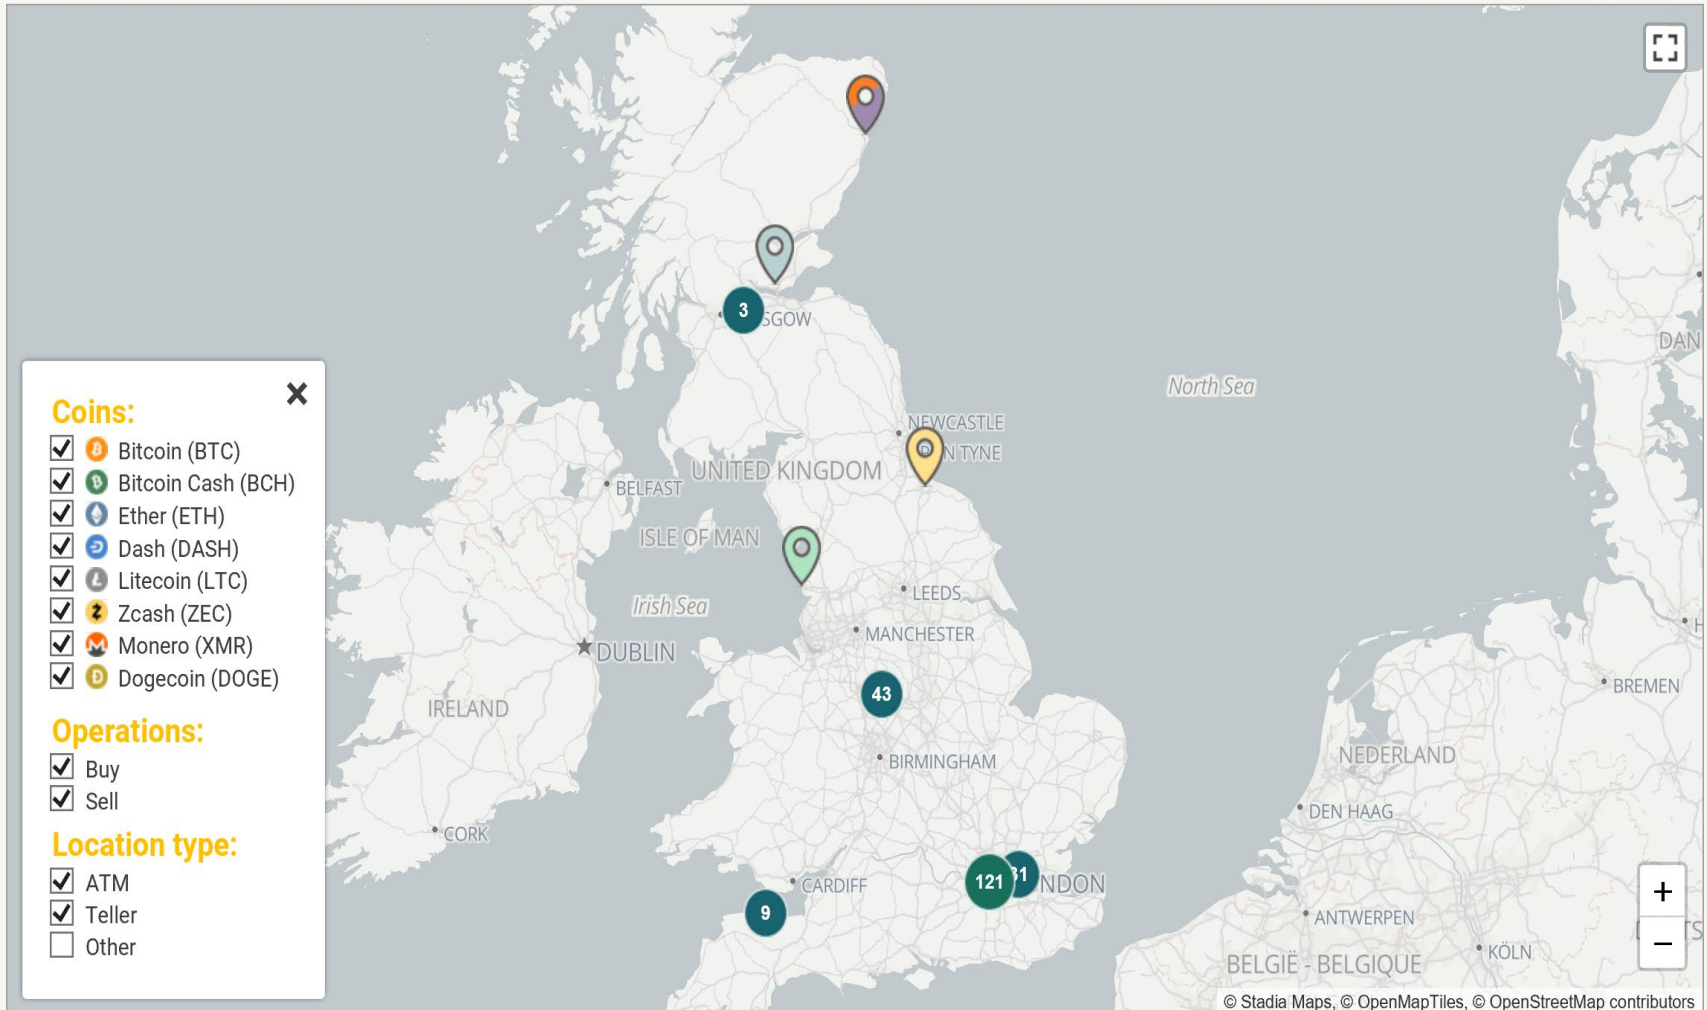 3
SGOW
North Sea
DAN
NEWCASTLE
N TYNE
UNITED KINGDOM
BELFAST
ISLE OF MAN
Irish Sea
LEEDS
MANCHESTER
DUBLIN
43
IRELAND
BREMEN
BIRMINGHAM
NEDERLAND
DEN HAAG
CORK
121
31
NDON
CARDIFF
9
ANTWERPEN
KÖLN
BELGIË - BELGIQUE
Coins:
Bitcoin (BTC)
Bitcoin Cash (BCH)
Ether (ETH)
Dash (DASH)
Litecoin (LTC)
Zcash (ZEC)
Monero (XMR)
Dogecoin (DOGE)
Operations:
Buy
Sell
Location type:
ATM
Teller
Other
+
−
© Stadia Maps, © OpenMapTiles, © OpenStreetMap contributors